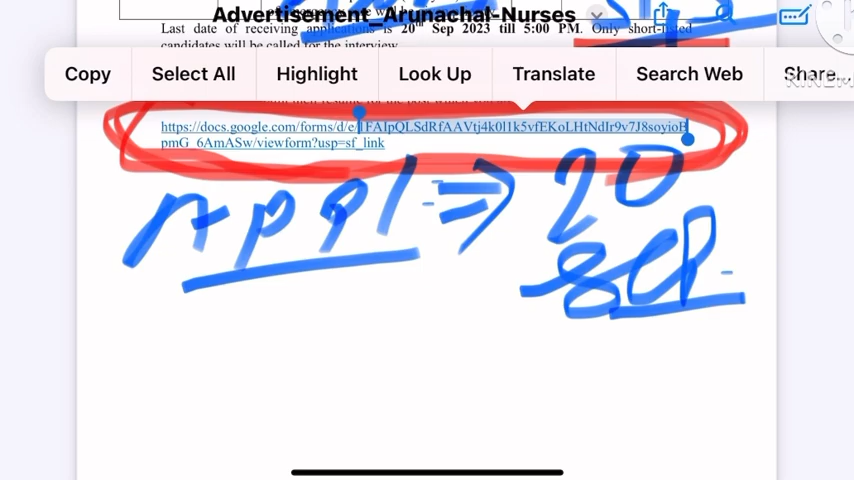 Advertisement_Arunachal-Nurses
Last date of receiving applications is 20th Sep 2023 till 5:00 PM. Only short-listed
candidates will be called for the interview.
Copy Select All Highlight Look Up Translate Search Web Share...
https://docs.google.com/forms/d/e/1FAIpQLSdRfAAVtj4k0l1k5vfEKoLHtNdIr9v7J8soyioB
pmG_6AmASw/viewform?usp=sf_link
Appl ⇒ 20
Sep